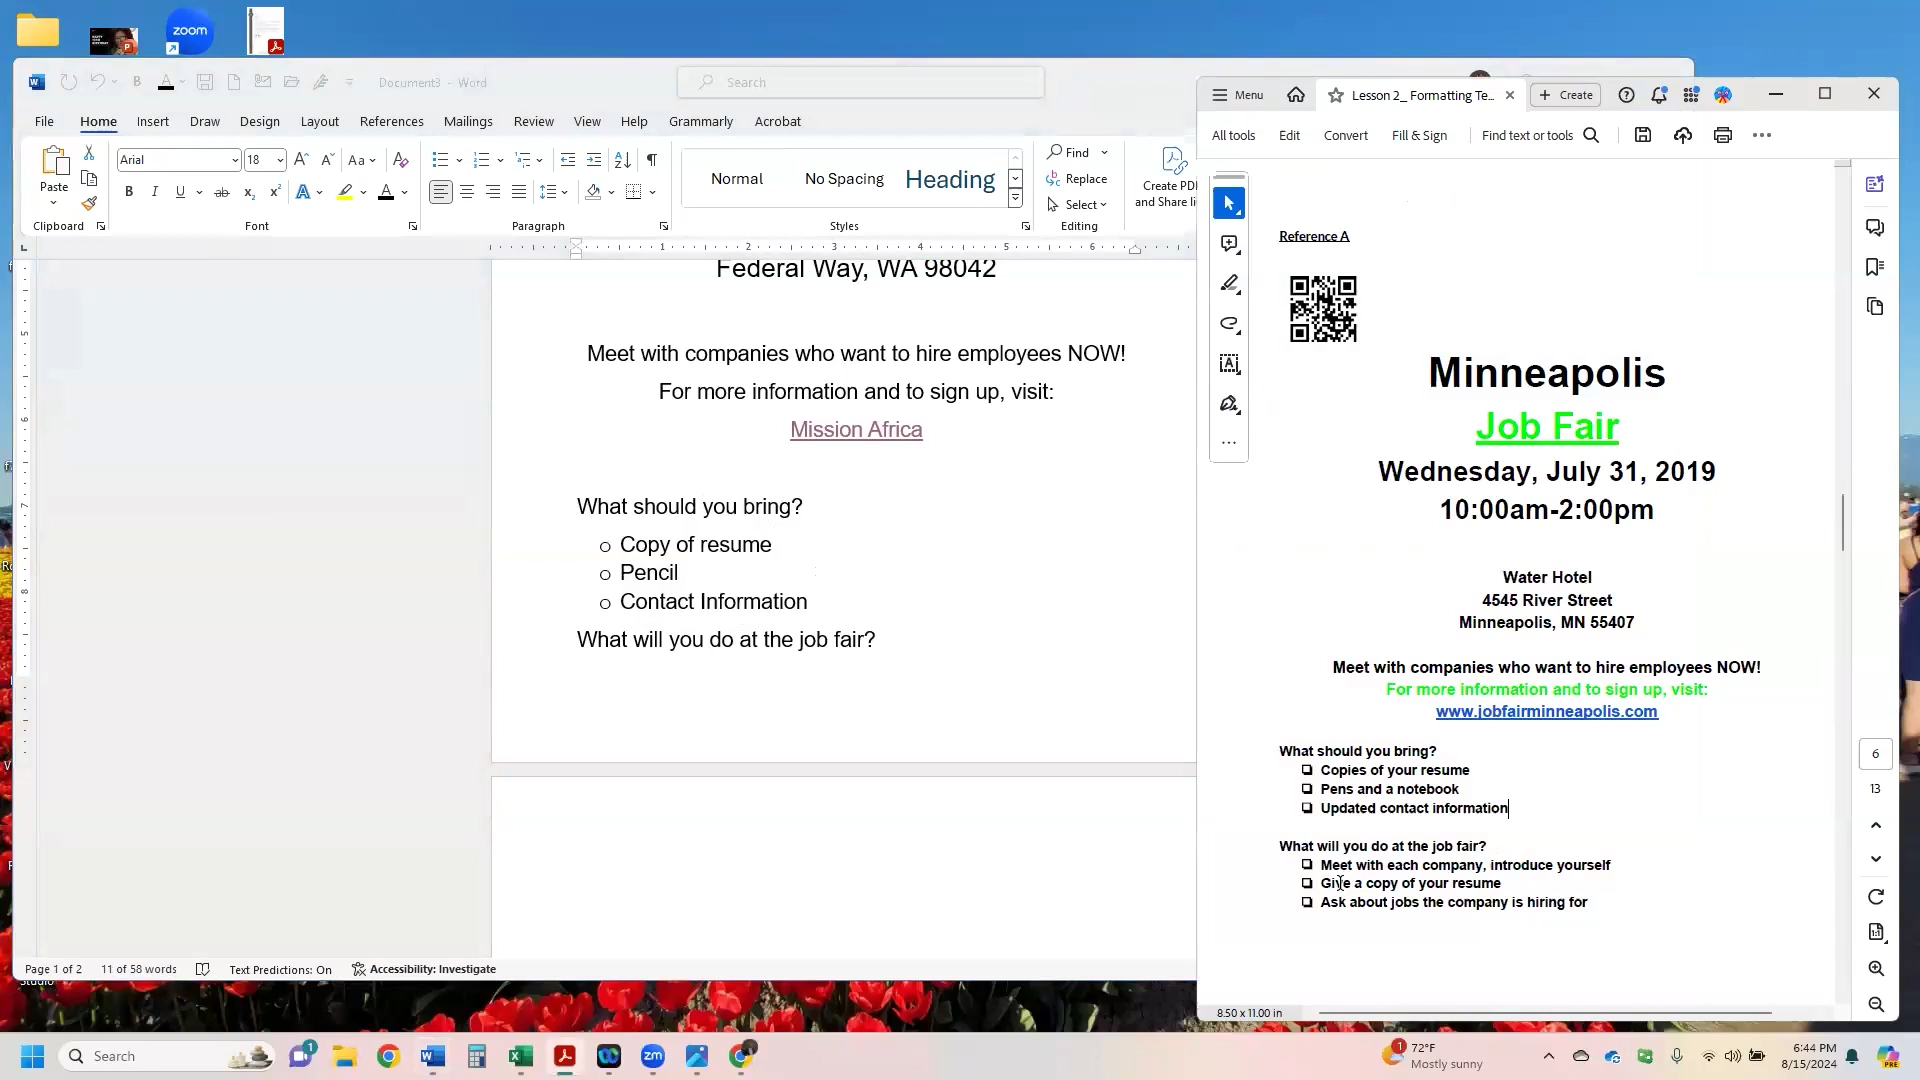 zoom
Document3 - Word
Search
File
Home
Insert
Draw
Design
Layout
References
Mailings
Review
View
Help
Grammarly
Acrobat
Paste
Arial
18
Normal
No Spacing
Heading
Find
Replace
Select
Create PDF
and Share li
Clipboard
Font
Paragraph
Styles
Editing
1 2 3 4 5 6
Federal Way, WA 98042
Meet with companies who want to hire employees NOW!
For more information and to sign up, visit:
Mission Africa
What should you bring?
o Copy of resume
o Pencil
o Contact Information
What will you do at the job fair?
Page 1 of 2
11 of 58 words
Text Predictions: On
Accessibility: Investigate
Studio
Menu
Lesson 2_ Formatting Te...
Create
All tools
Edit
Convert
Fill & Sign
Find text or tools
Reference A
Minneapolis
Job Fair
Wednesday, July 31, 2019
10:00am-2:00pm
Water Hotel
4545 River Street
Minneapolis, MN 55407
Meet with companies who want to hire employees NOW!
For more information and to sign up, visit:
www.jobfairminneapolis.com
What should you bring?
❏ Copies of your resume
❏ Pens and a notebook
❏ Updated contact information
What will you do at the job fair?
❏ Meet with each company, introduce yourself
❏ Give a copy of your resume
❏ Ask about jobs the company is hiring for
6
13
8.50 x 11.00 in
Search
72°F
Mostly sunny
6:44 PM
8/15/2024